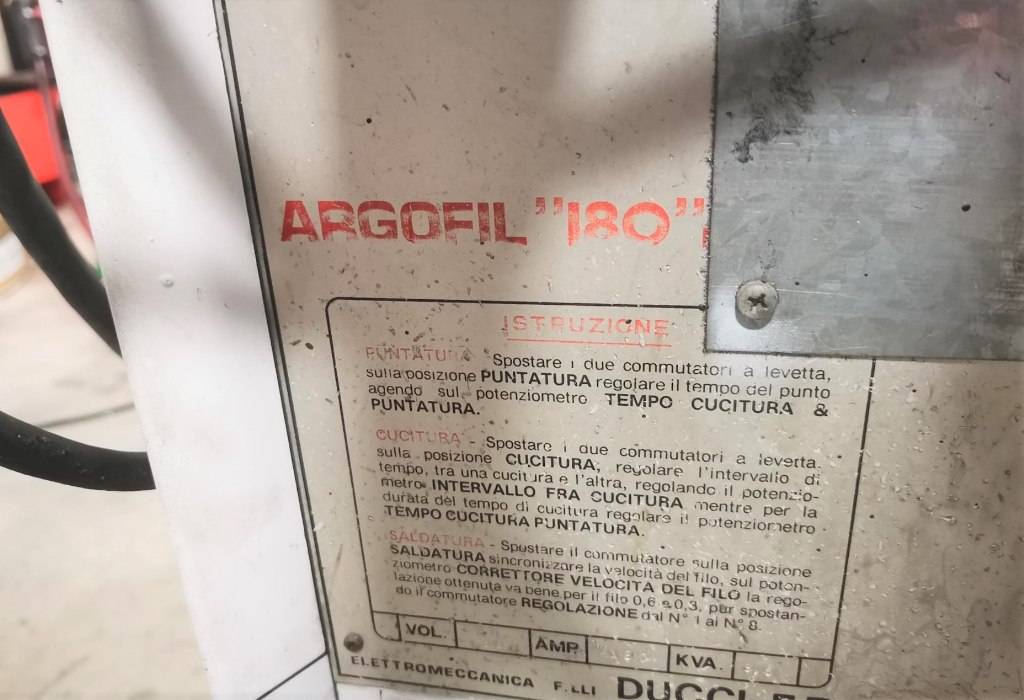 ARGOFIL "180"
ISTRUZIONE
PUNTATURA Spostare i due commutatori a levetta,
sulla posizione PUNTATURA regolare il tempo del punto
agendo sul potenziometro TEMPO CUCITURA &
PUNTATURA.
CUCITURA - Spostare i due commutatori a leverta.
sulla posizione CUCITURA, regolare l'intervallo di
tempo, tra una cucitura e l'altra, regolando il potenzio-
metro INTERVALLO FRA CUCITURA mentre per la
durata del tempo di cucitura regolare il potenziometro
TEMPO CUCITURA PUNTATURA.
SALDATURA - Spostare il commutatore sulla posizione
SALDATURA sincronizzare la velocità del filo, sul poten-
ziometro CORRETTORE VELOCITÀ DEL FILO la rego-
lazione ottenuta va bene per il filo 0,6 e 0,3, pur spostan-
do il commutatore REGOLAZIONE dal N° 1 al N° 8.
VOL. AMP. KVA.
ELETTROMECCANICA F.LLI DUCCI